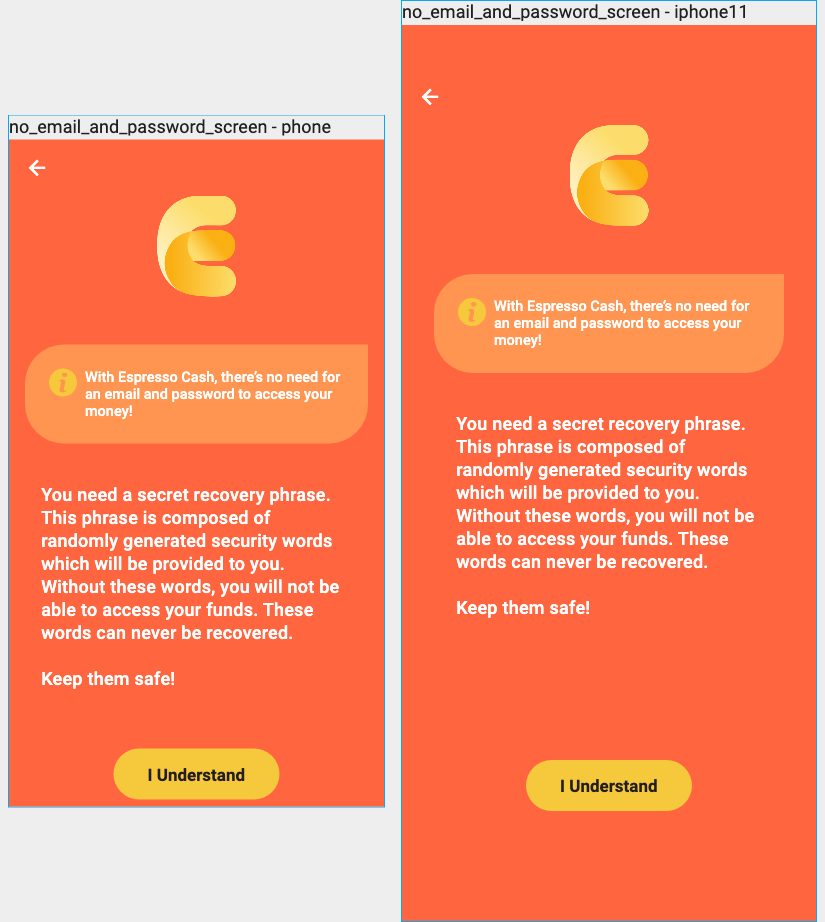 no_email_and_password_screen - phone
With Espresso Cash, there's no need for
an email and password to access your
money!
You need a secret recovery phrase.
This phrase is composed of
randomly generated security words
which will be provided to you.
Without these words, you will not be
able to access your funds. These
words can never be recovered.
Keep them safe!
I Understand
no_email_and_password_screen - iphone11
With Espresso Cash, there's no need for
an email and password to access your
money!
You need a secret recovery phrase.
This phrase is composed of
randomly generated security words
which will be provided to you.
Without these words, you will not be
able to access your funds. These
words can never be recovered.
Keep them safe!
I Understand